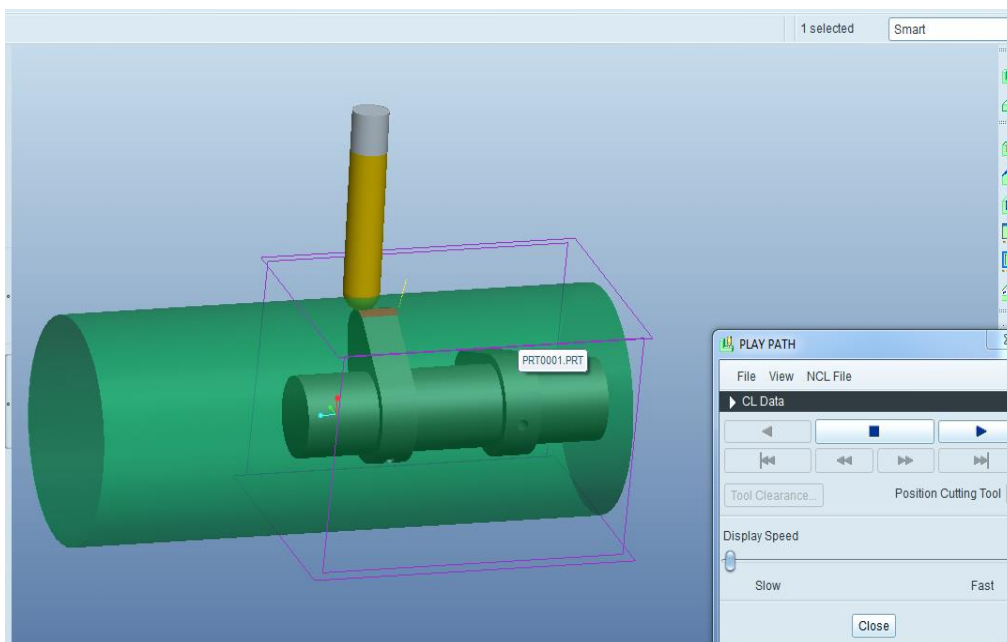 1 selected
Smart
PRT0001.PRT
PLAY PATH
File View NCL File
CL Data
Tool Clearance...
Position Cutting Tool
Display Speed
Slow
Fast
Close